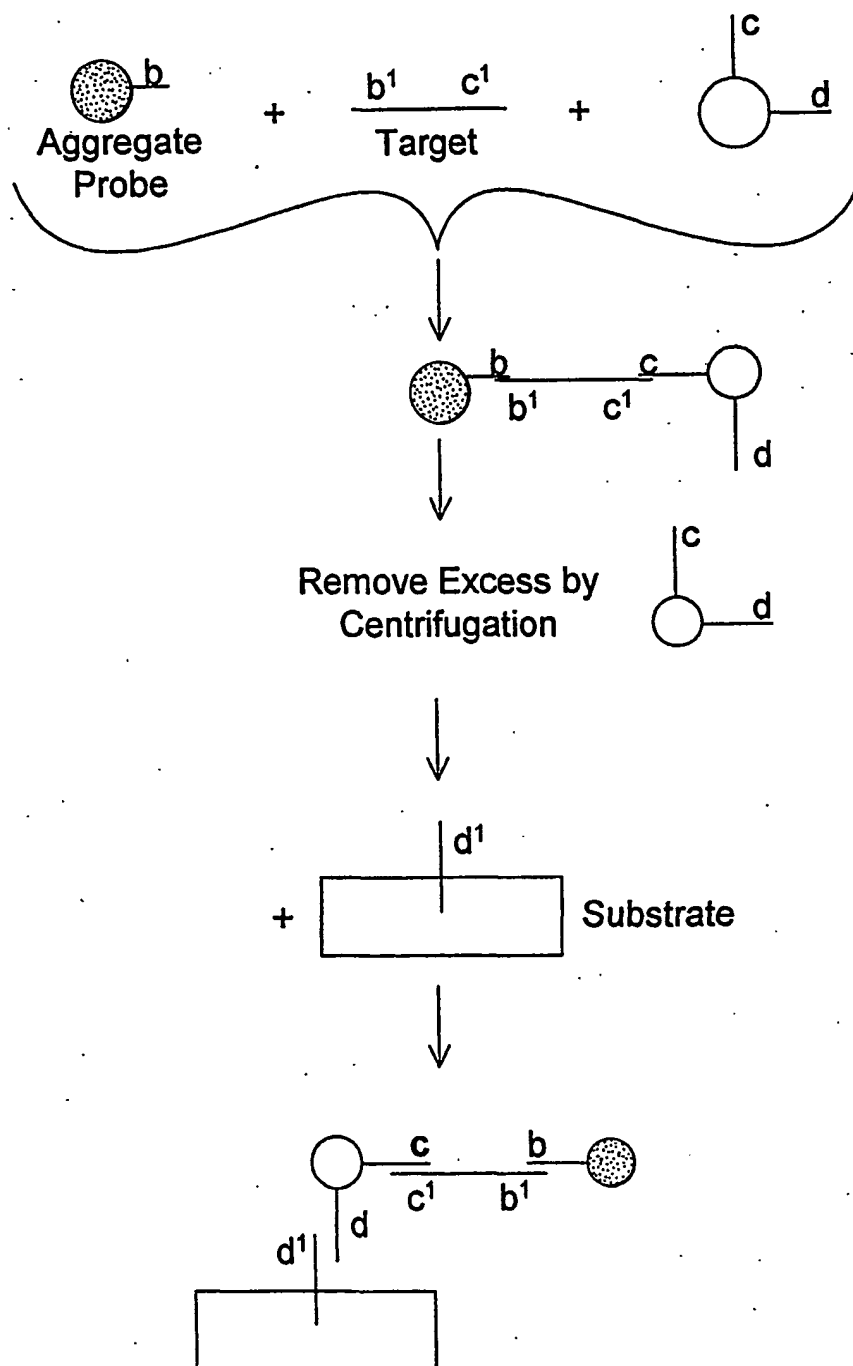 b
c
b¹ c¹
d
+
+
Aggregate
Probe
Target
b c
b¹ c¹
d
c
Remove Excess by
Centrifugation
d
d¹
+
Substrate
c b
c¹ b¹
d
d¹